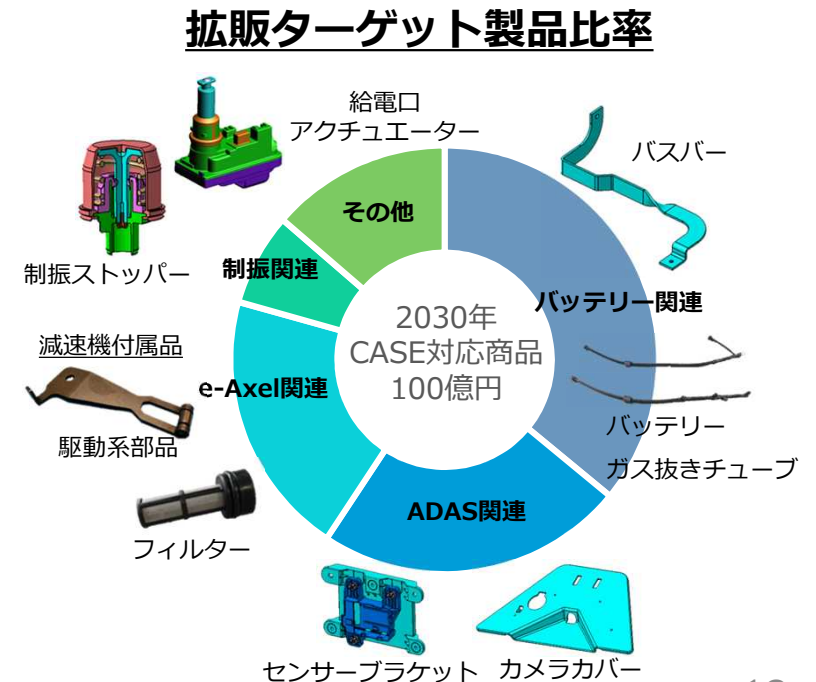 拡販ターゲット製品比率
給電口
アクチュエーター
バスバー
その他
制振ストッパー
制振関連
バッテリー関連
2030年
CASE対応商品
100億円
減速機付属品
e-Axel関連
駆動系部品
バッテリー
ガス抜きチューブ
ADAS関連
フィルター
センサーブラケット
カメラカバー